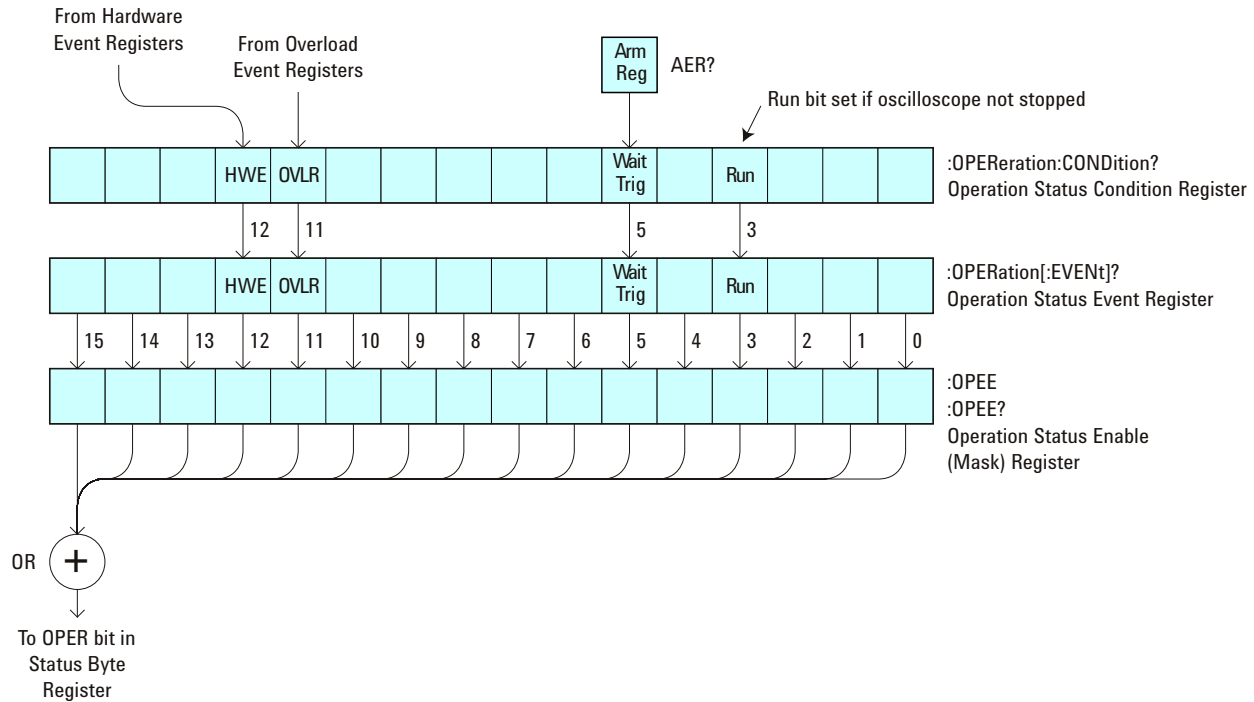 From Hardware
Event Registers
From Overload
Event Registers
Arm
Reg
AER?
Run bit set if oscilloscope not stopped
HWE
OVLR
Wait
Trig
Run
:OPEReration:CONDition?
Operation Status Condition Register
12
11
5
3
HWE
OVLR
Wait
Trig
Run
:OPERation[:EVENt]?
Operation Status Event Register
15
14
13
12
11
10
9
8
7
6
5
4
3
2
1
0
:OPEE
:OPEE?
Operation Status Enable
(Mask) Register
OR
+
To OPER bit in
Status Byte
Register